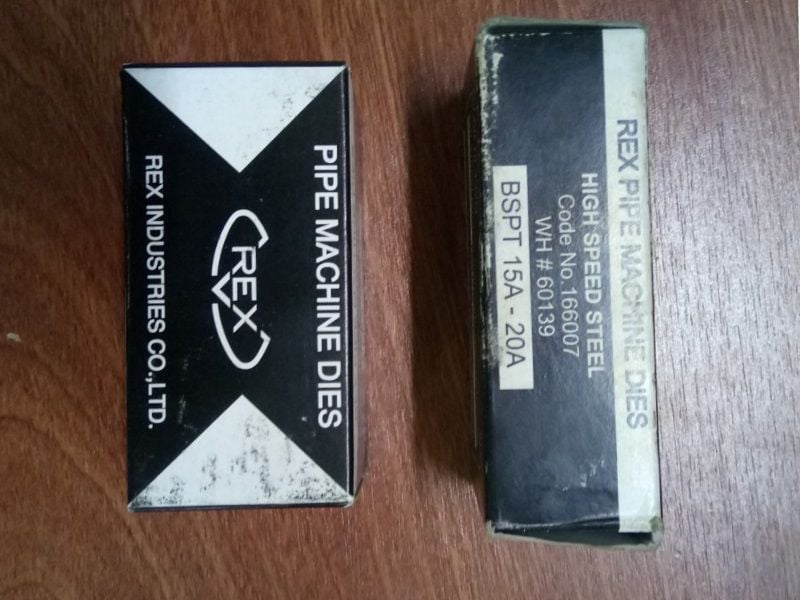 PIPE MACHINE DIES
REX
REX INDUSTRIES CO.,LTD.
REX PIPE MACHINE DIES
HIGH SPEED STEEL
Code No.166007
WH # 60139
BSPT 15A - 20A